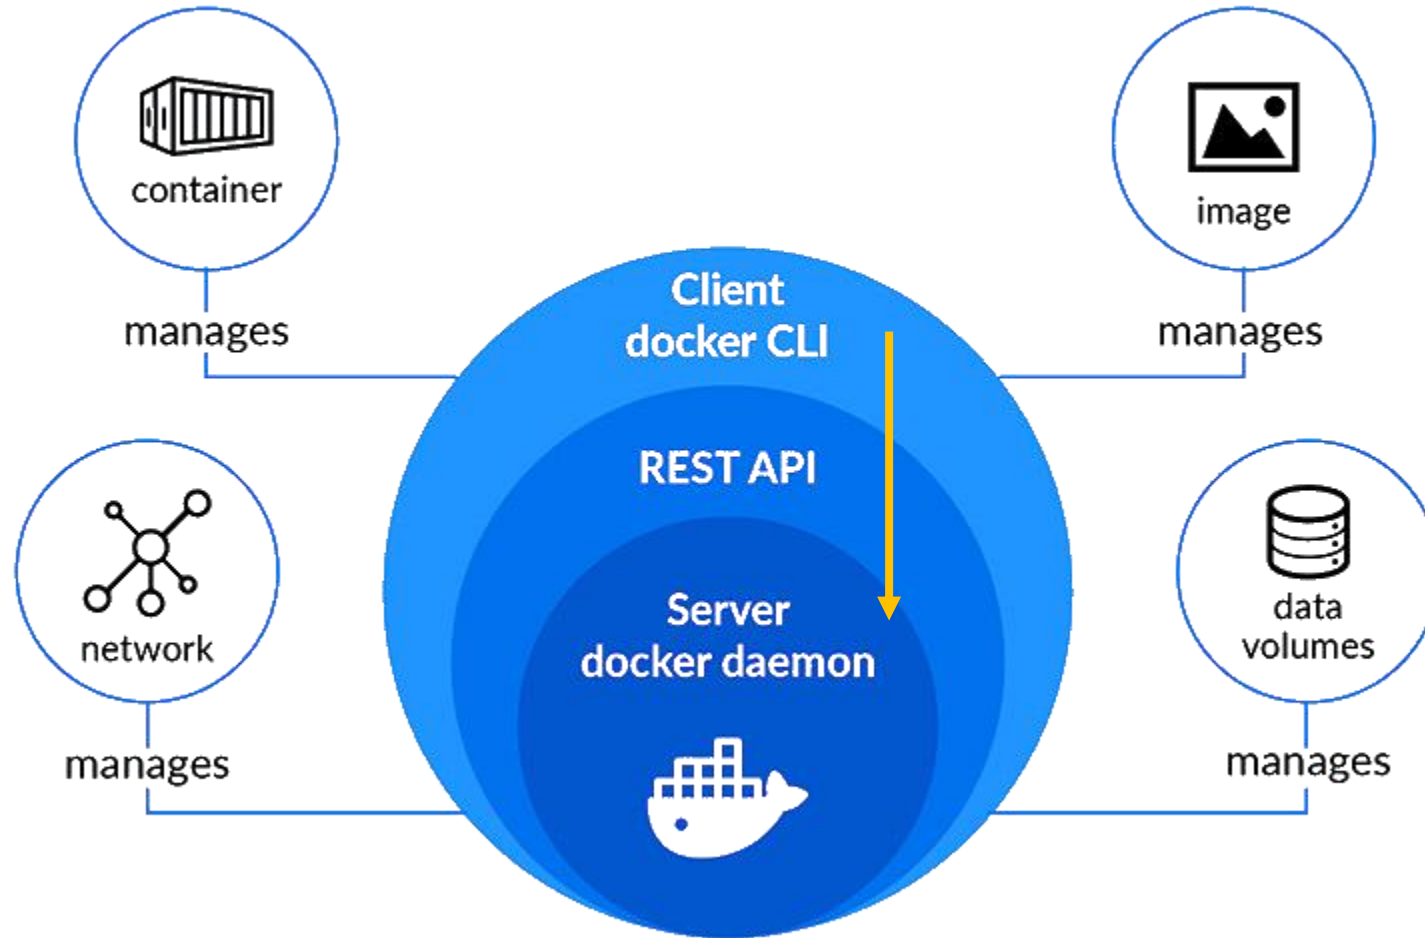 container
image
manages
manages
Client
docker CLI
REST API
Server
docker daemon
network
data
volumes
manages
manages